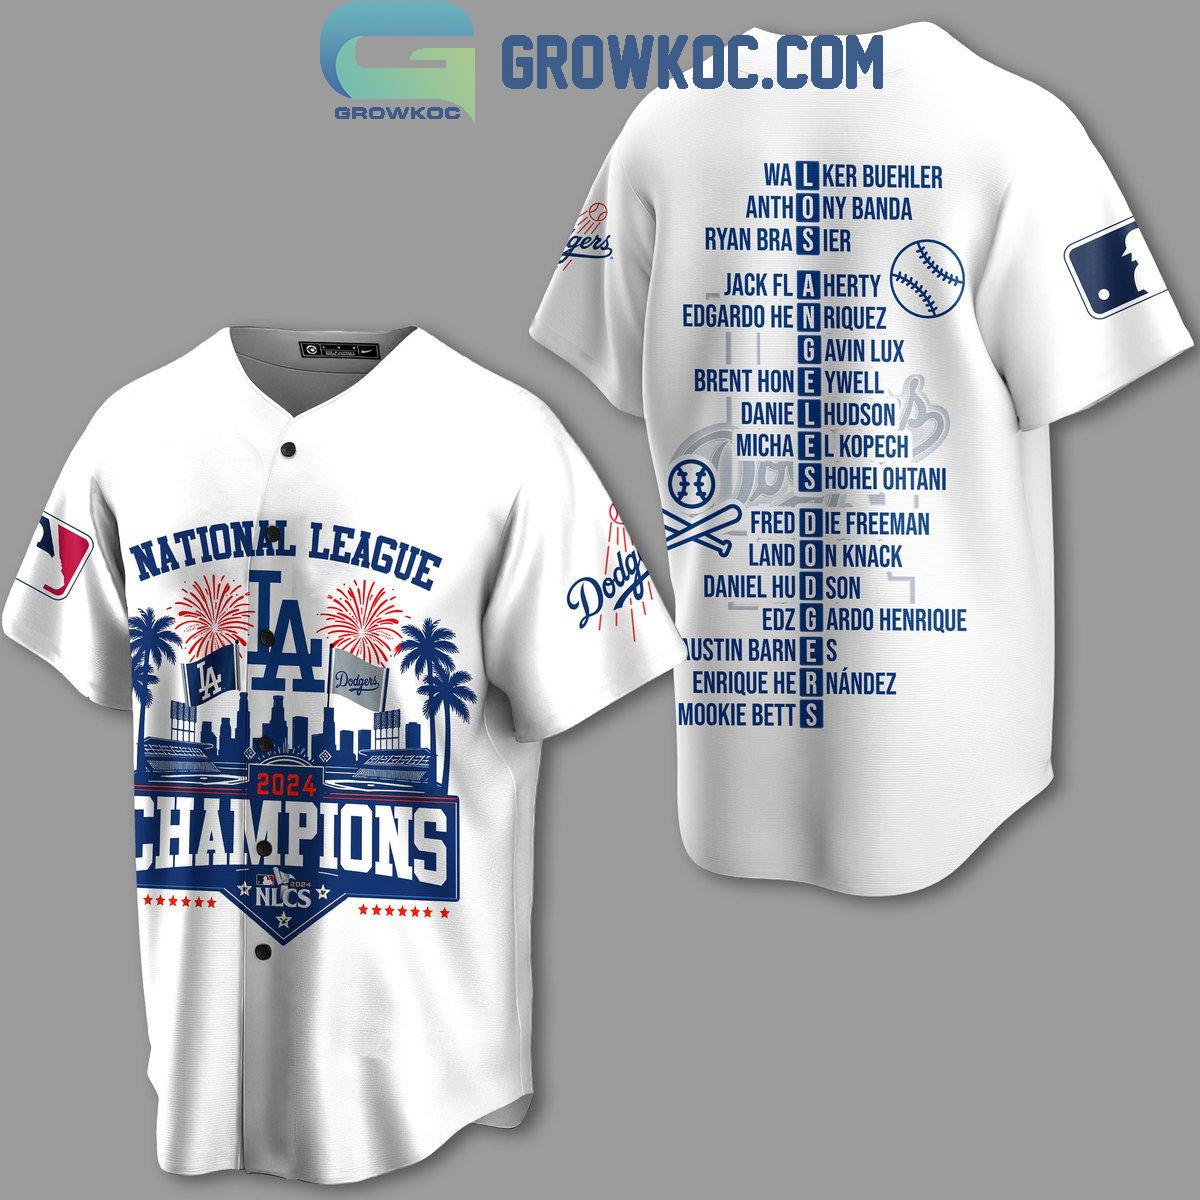 GROWKOC.COM
GROWKOC
WALKER BUEHLER
ANTHONY BANDA
RYAN BRASIER
JACK FLAHERTY
EDGARDO HENRIQUEZ
GAVIN LUX
BRENT HONEYWELL
DANIEL HUDSON
MICHAEL KOPECH
SHOHEI OHTANI
FREDDIE FREEMAN
LANDON KNACK
DANIEL HUDSON
EDZGARDO HENRIQUE
AUSTIN BARNES
ENRIQUE HERNÁNDEZ
MOOKIE BETTS
NATIONAL LEAGUE
LA
LA
Dodgers
2024
CHAMPIONS
2024
NLCS
Dodg
gers